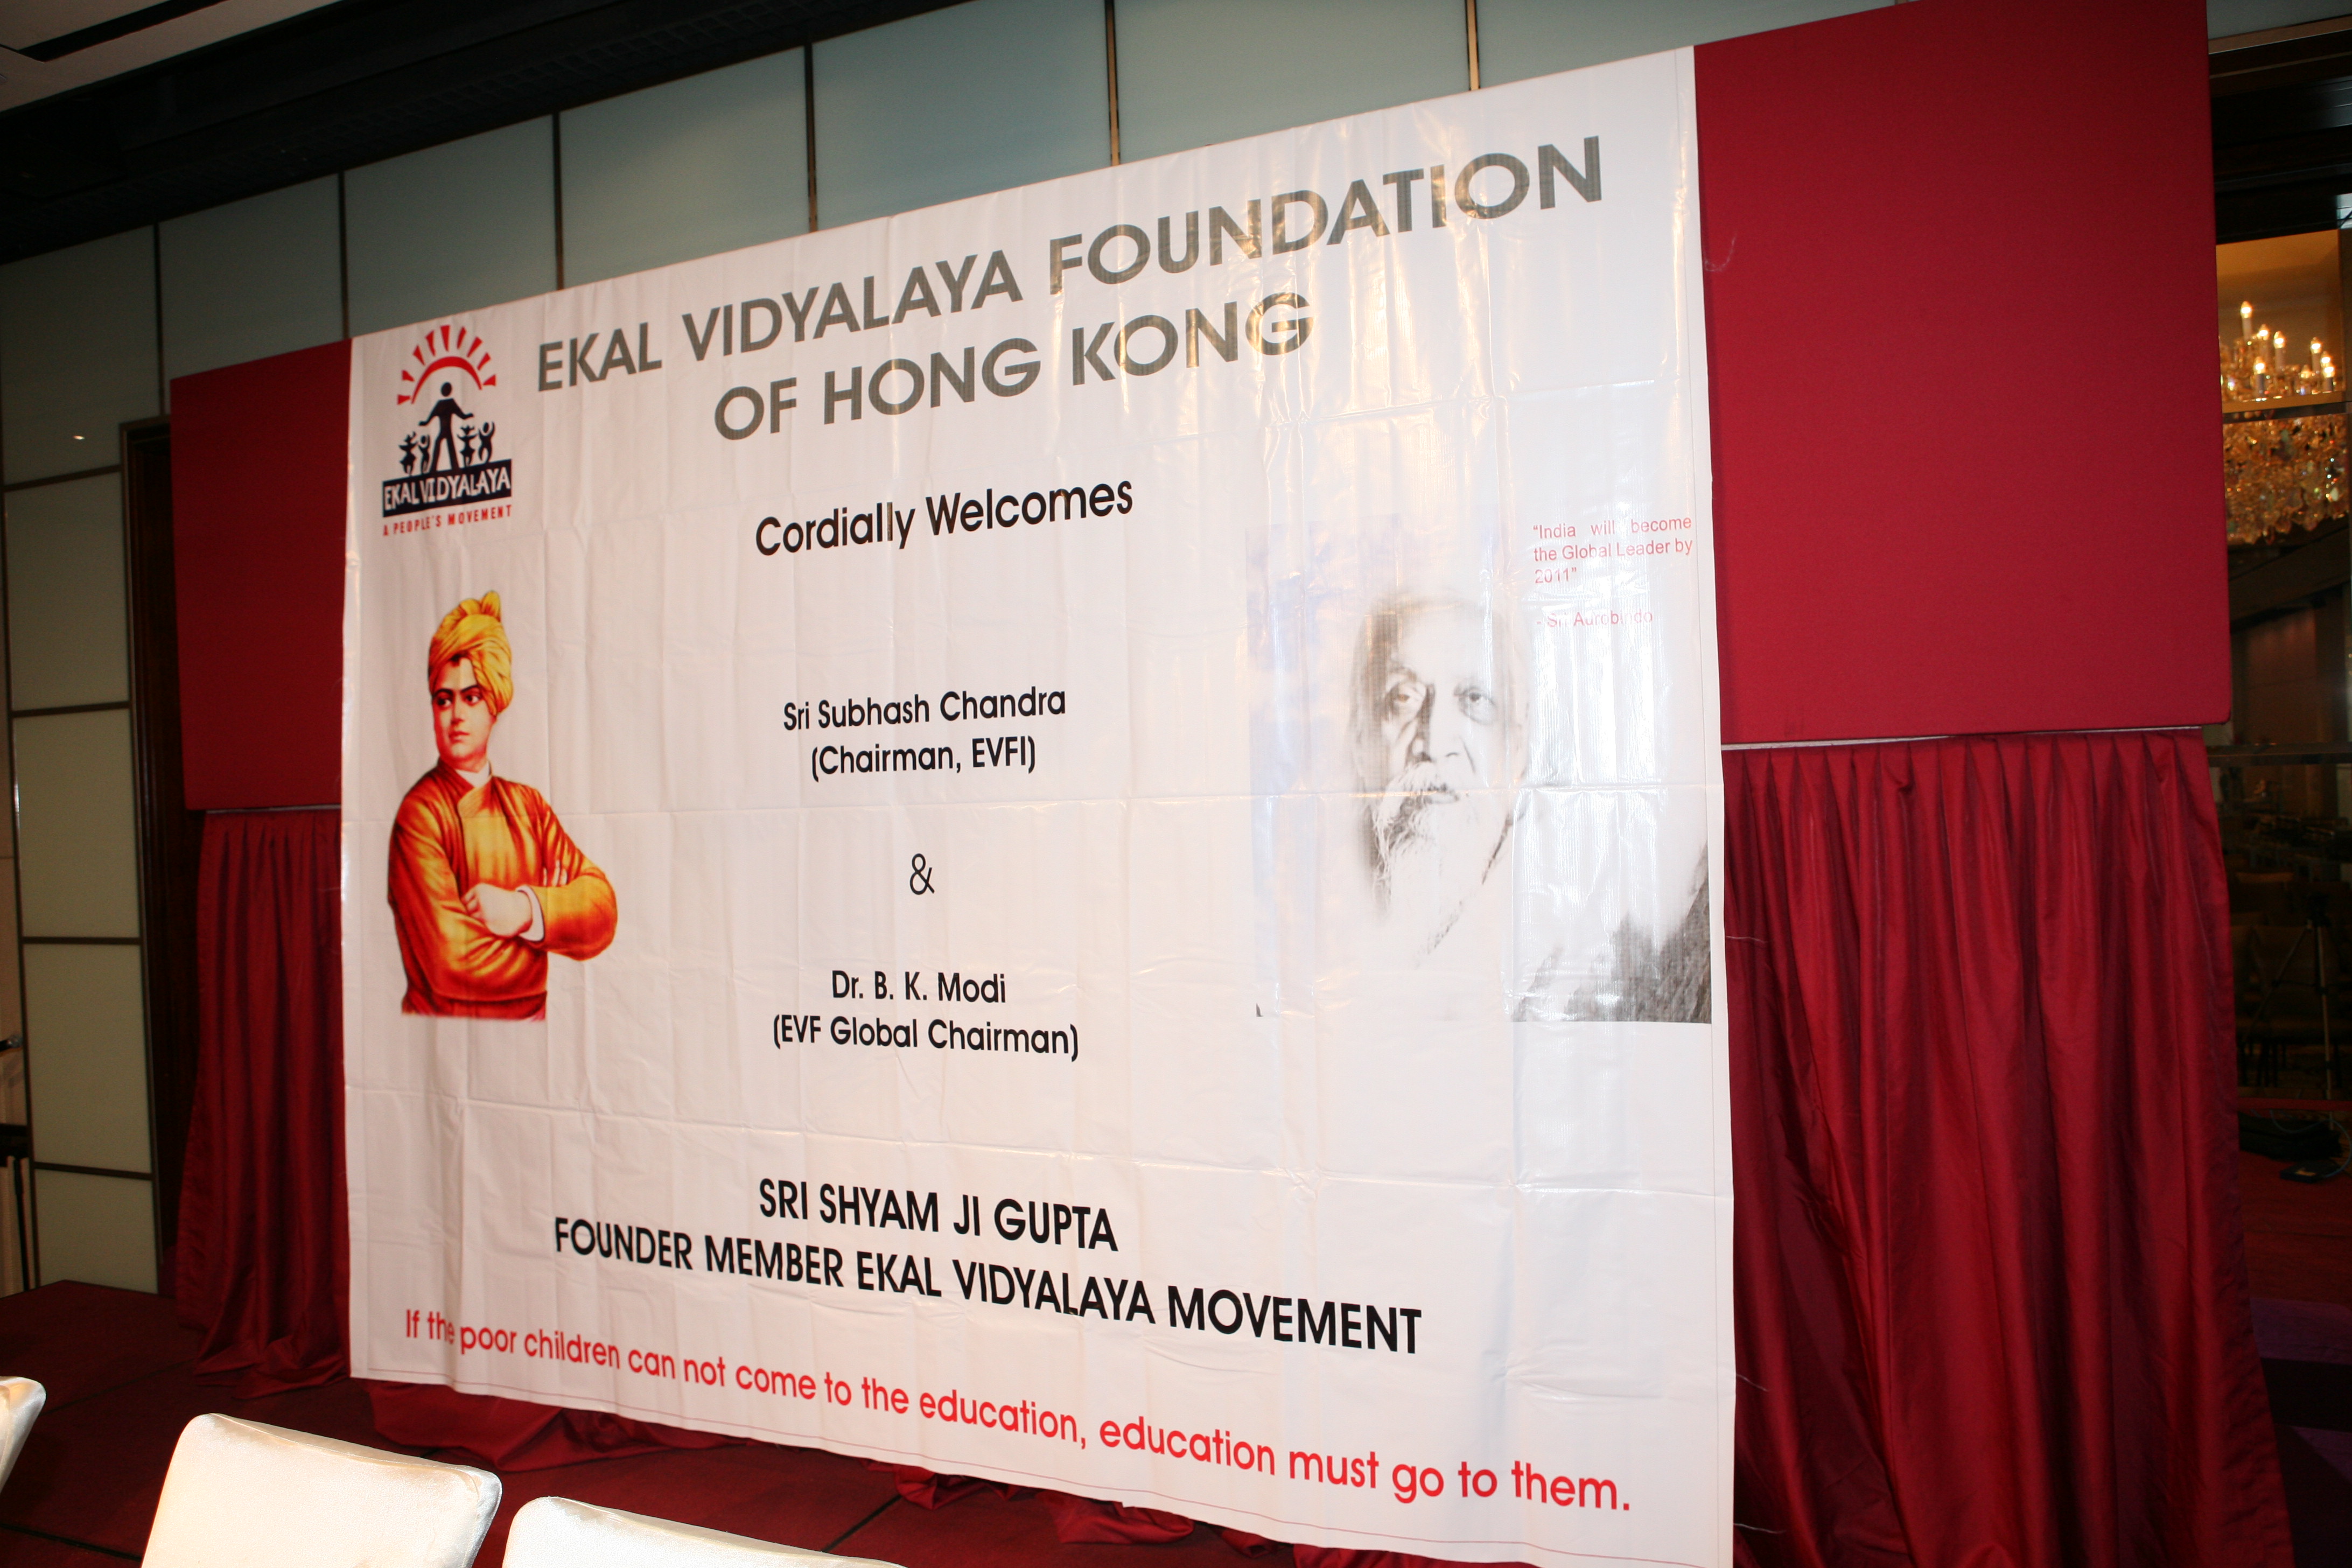 EKAL VIDYALAYA FOUNDATION
OF HONG KONG
EKAL VIDYALAYA
A PEOPLE'S MOVEMENT
Cordially Welcomes
"India will become
the Global Leader by
2011"
- Sri Aurobindo
Sri Subhash Chandra
(Chairman, EVFI)
&
Dr. B. K. Modi
(EVF Global Chairman)
SRI SHYAM JI GUPTA
FOUNDER MEMBER EKAL VIDYALAYA MOVEMENT
If the poor children can not come to the education, education must go to them.